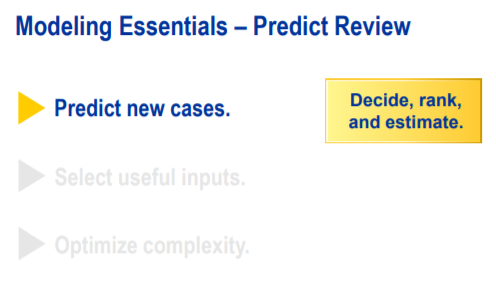 Modeling Essentials – Predict Review
Predict new cases.
Decide, rank,
and estimate.
Select useful inputs.
Optimize complexity.